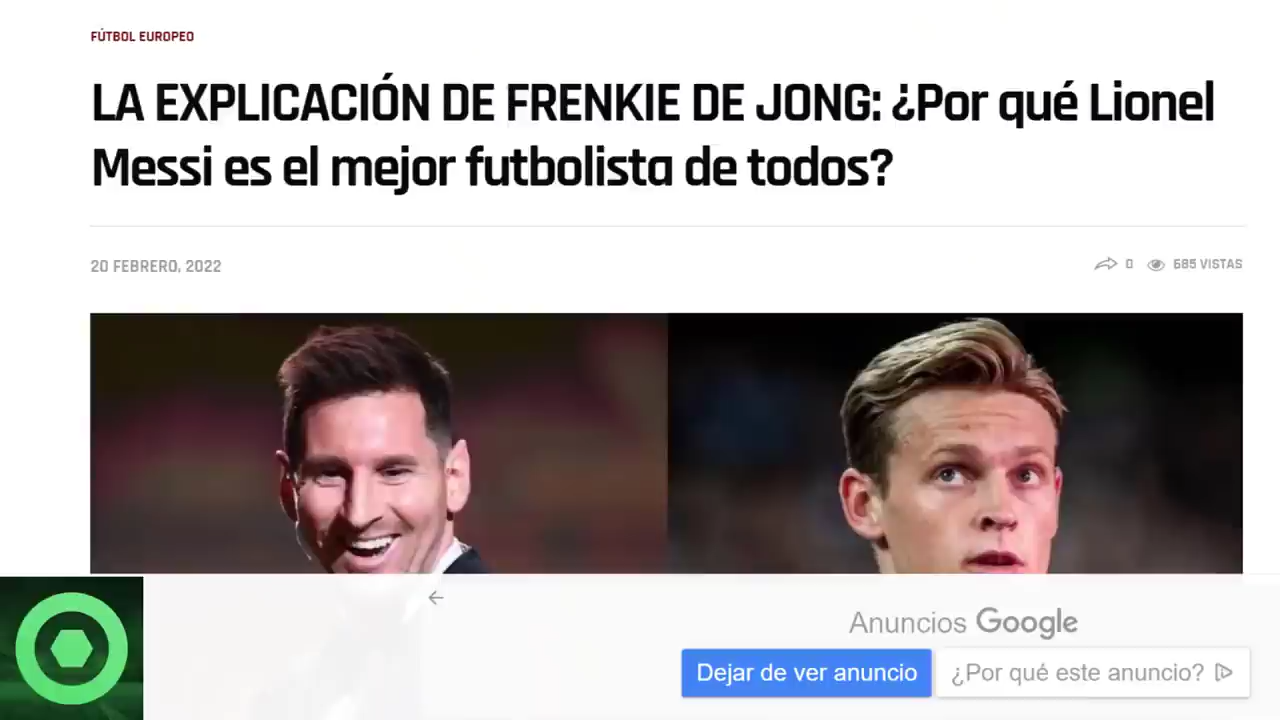 FÚTBOL EUROPEO
LA EXPLICACIÓN DE FRENKIE DE JONG: ¿Por qué Lionel
Messi es el mejor futbolista de todos?
20 FEBRERO, 2022
0
685 VISTAS
Anuncios Google
Dejar de ver anuncio
¿Por qué este anuncio?